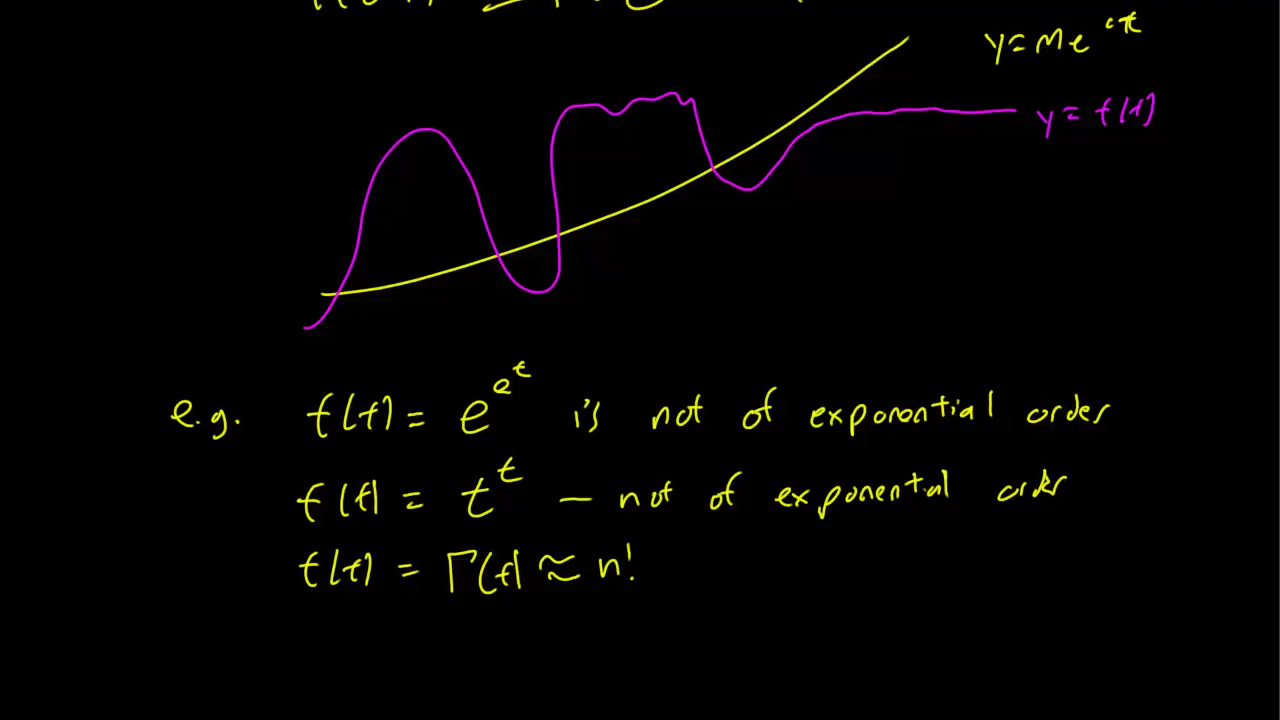 y = Me^{ct}
y = f(t)
e.g. f(t) = e^{e^t} is not of exponential order
f(t) = t^t — not of exponential order
f(t) = Γ(t) ≈ n!